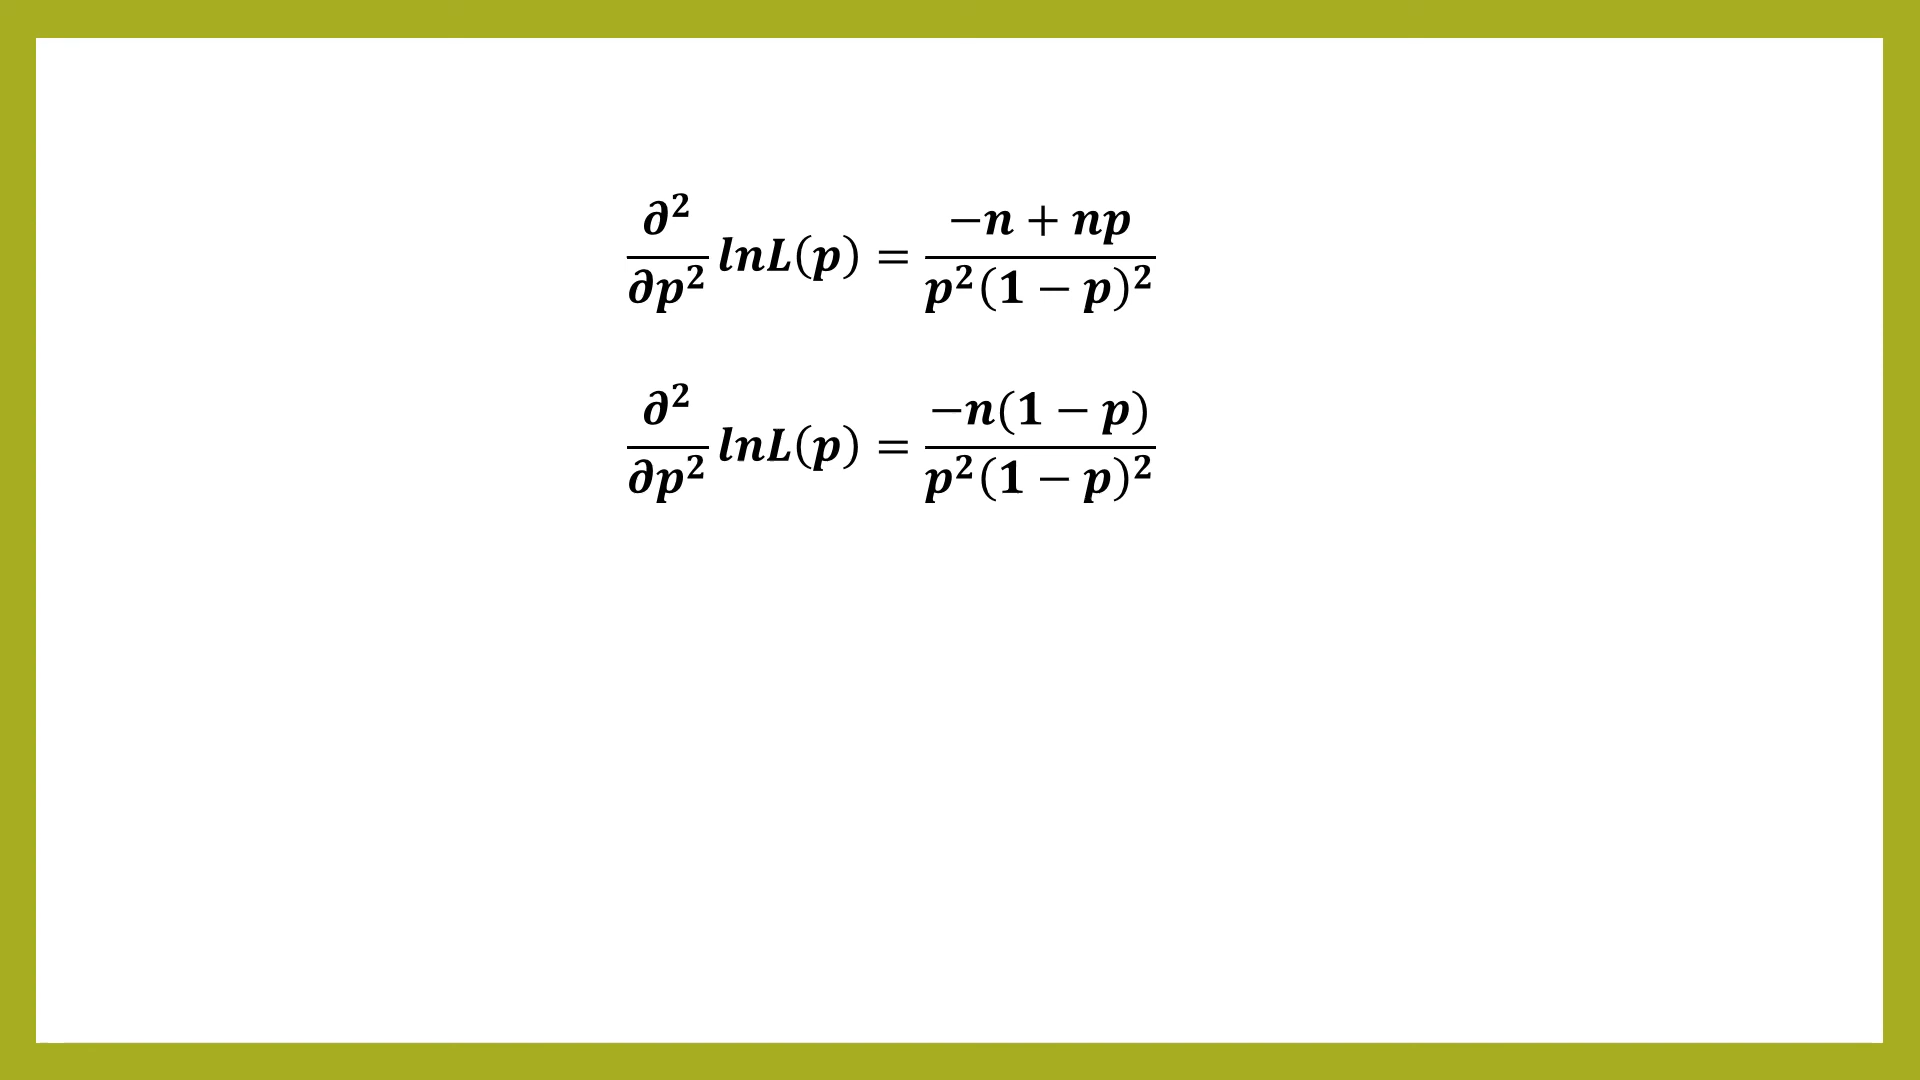 ∂²/∂p² lnL(p) = (−n + np)/(p²(1 − p)²)
∂²/∂p² lnL(p) = (−n(1 − p))/(p²(1 − p)²)